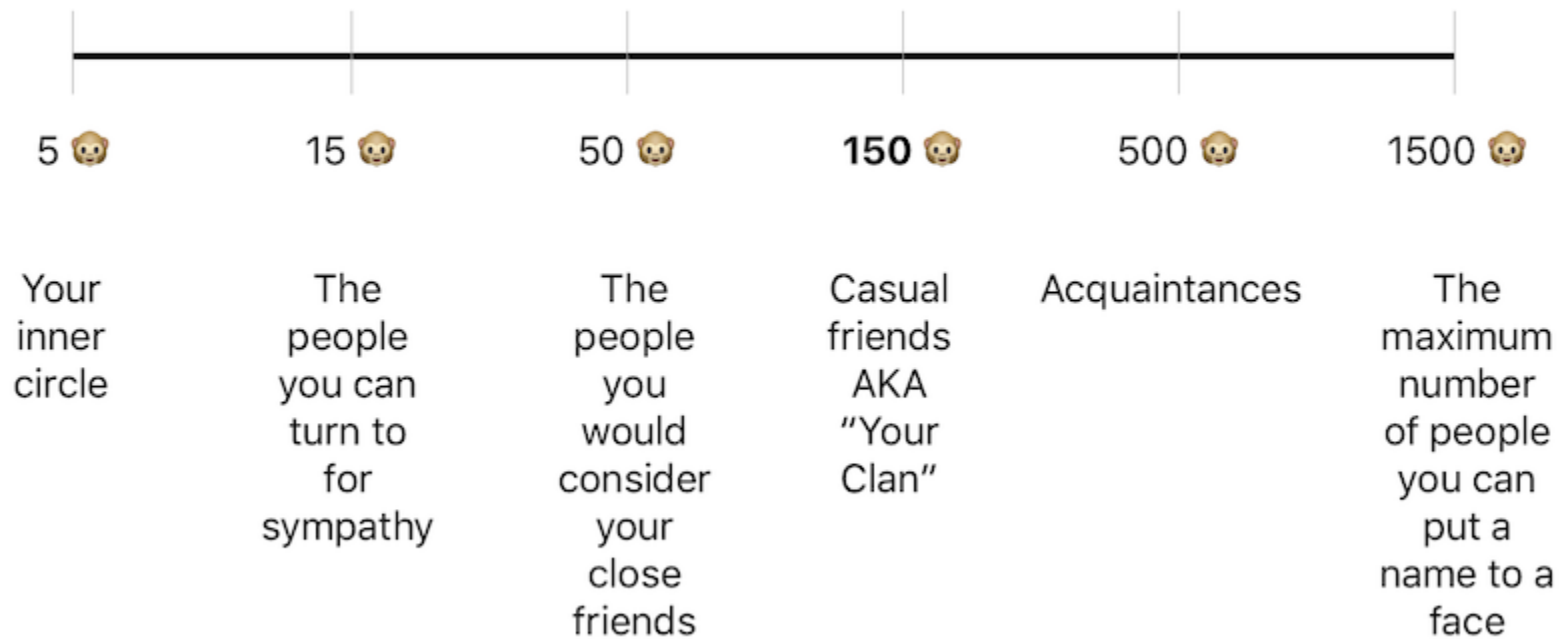 5 🐵
15 🐵
50 🐵
150 🐵
500 🐵
1500 🐵
Your
inner
circle
The
people
you can
turn to
for
sympathy
The
people
you
would
consider
your
close
friends
Casual
friends
AKA
"Your
Clan"
Acquaintances
The
maximum
number
of people
you can
put a
name to a
face